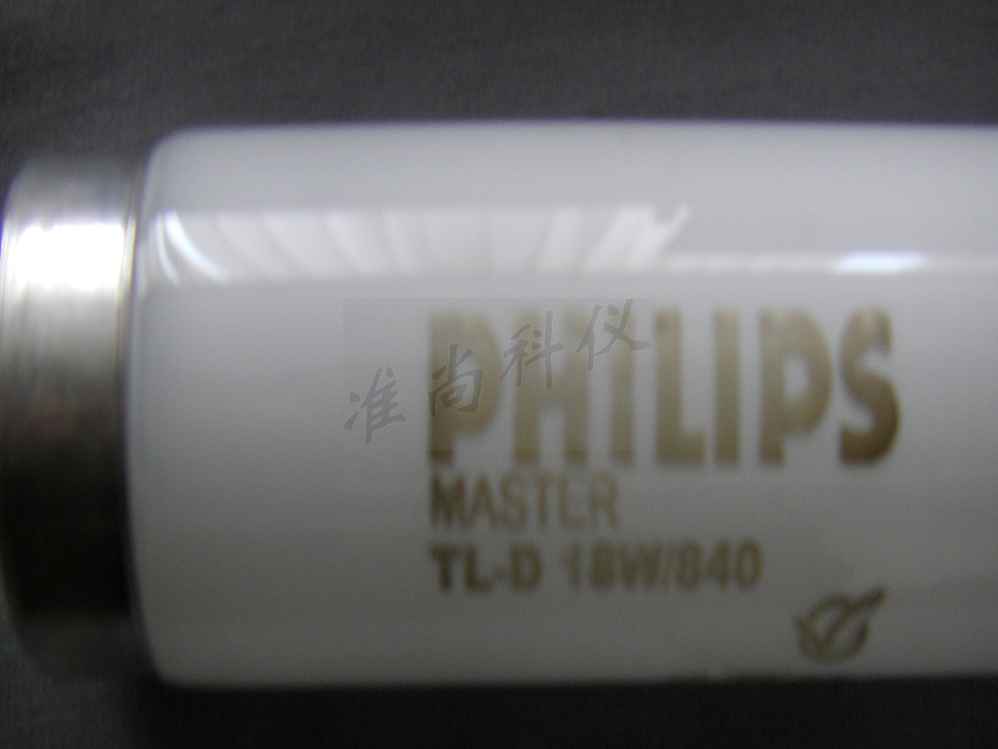 准尚科仪
PHILIPS
MASTER
TL-D 18W/840